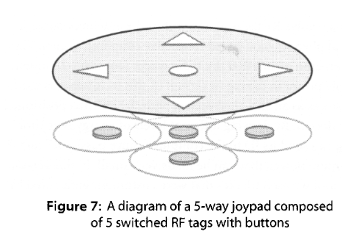 Figure 7: A diagram of a 5-way joypad composed
of 5 switched RF tags with buttons